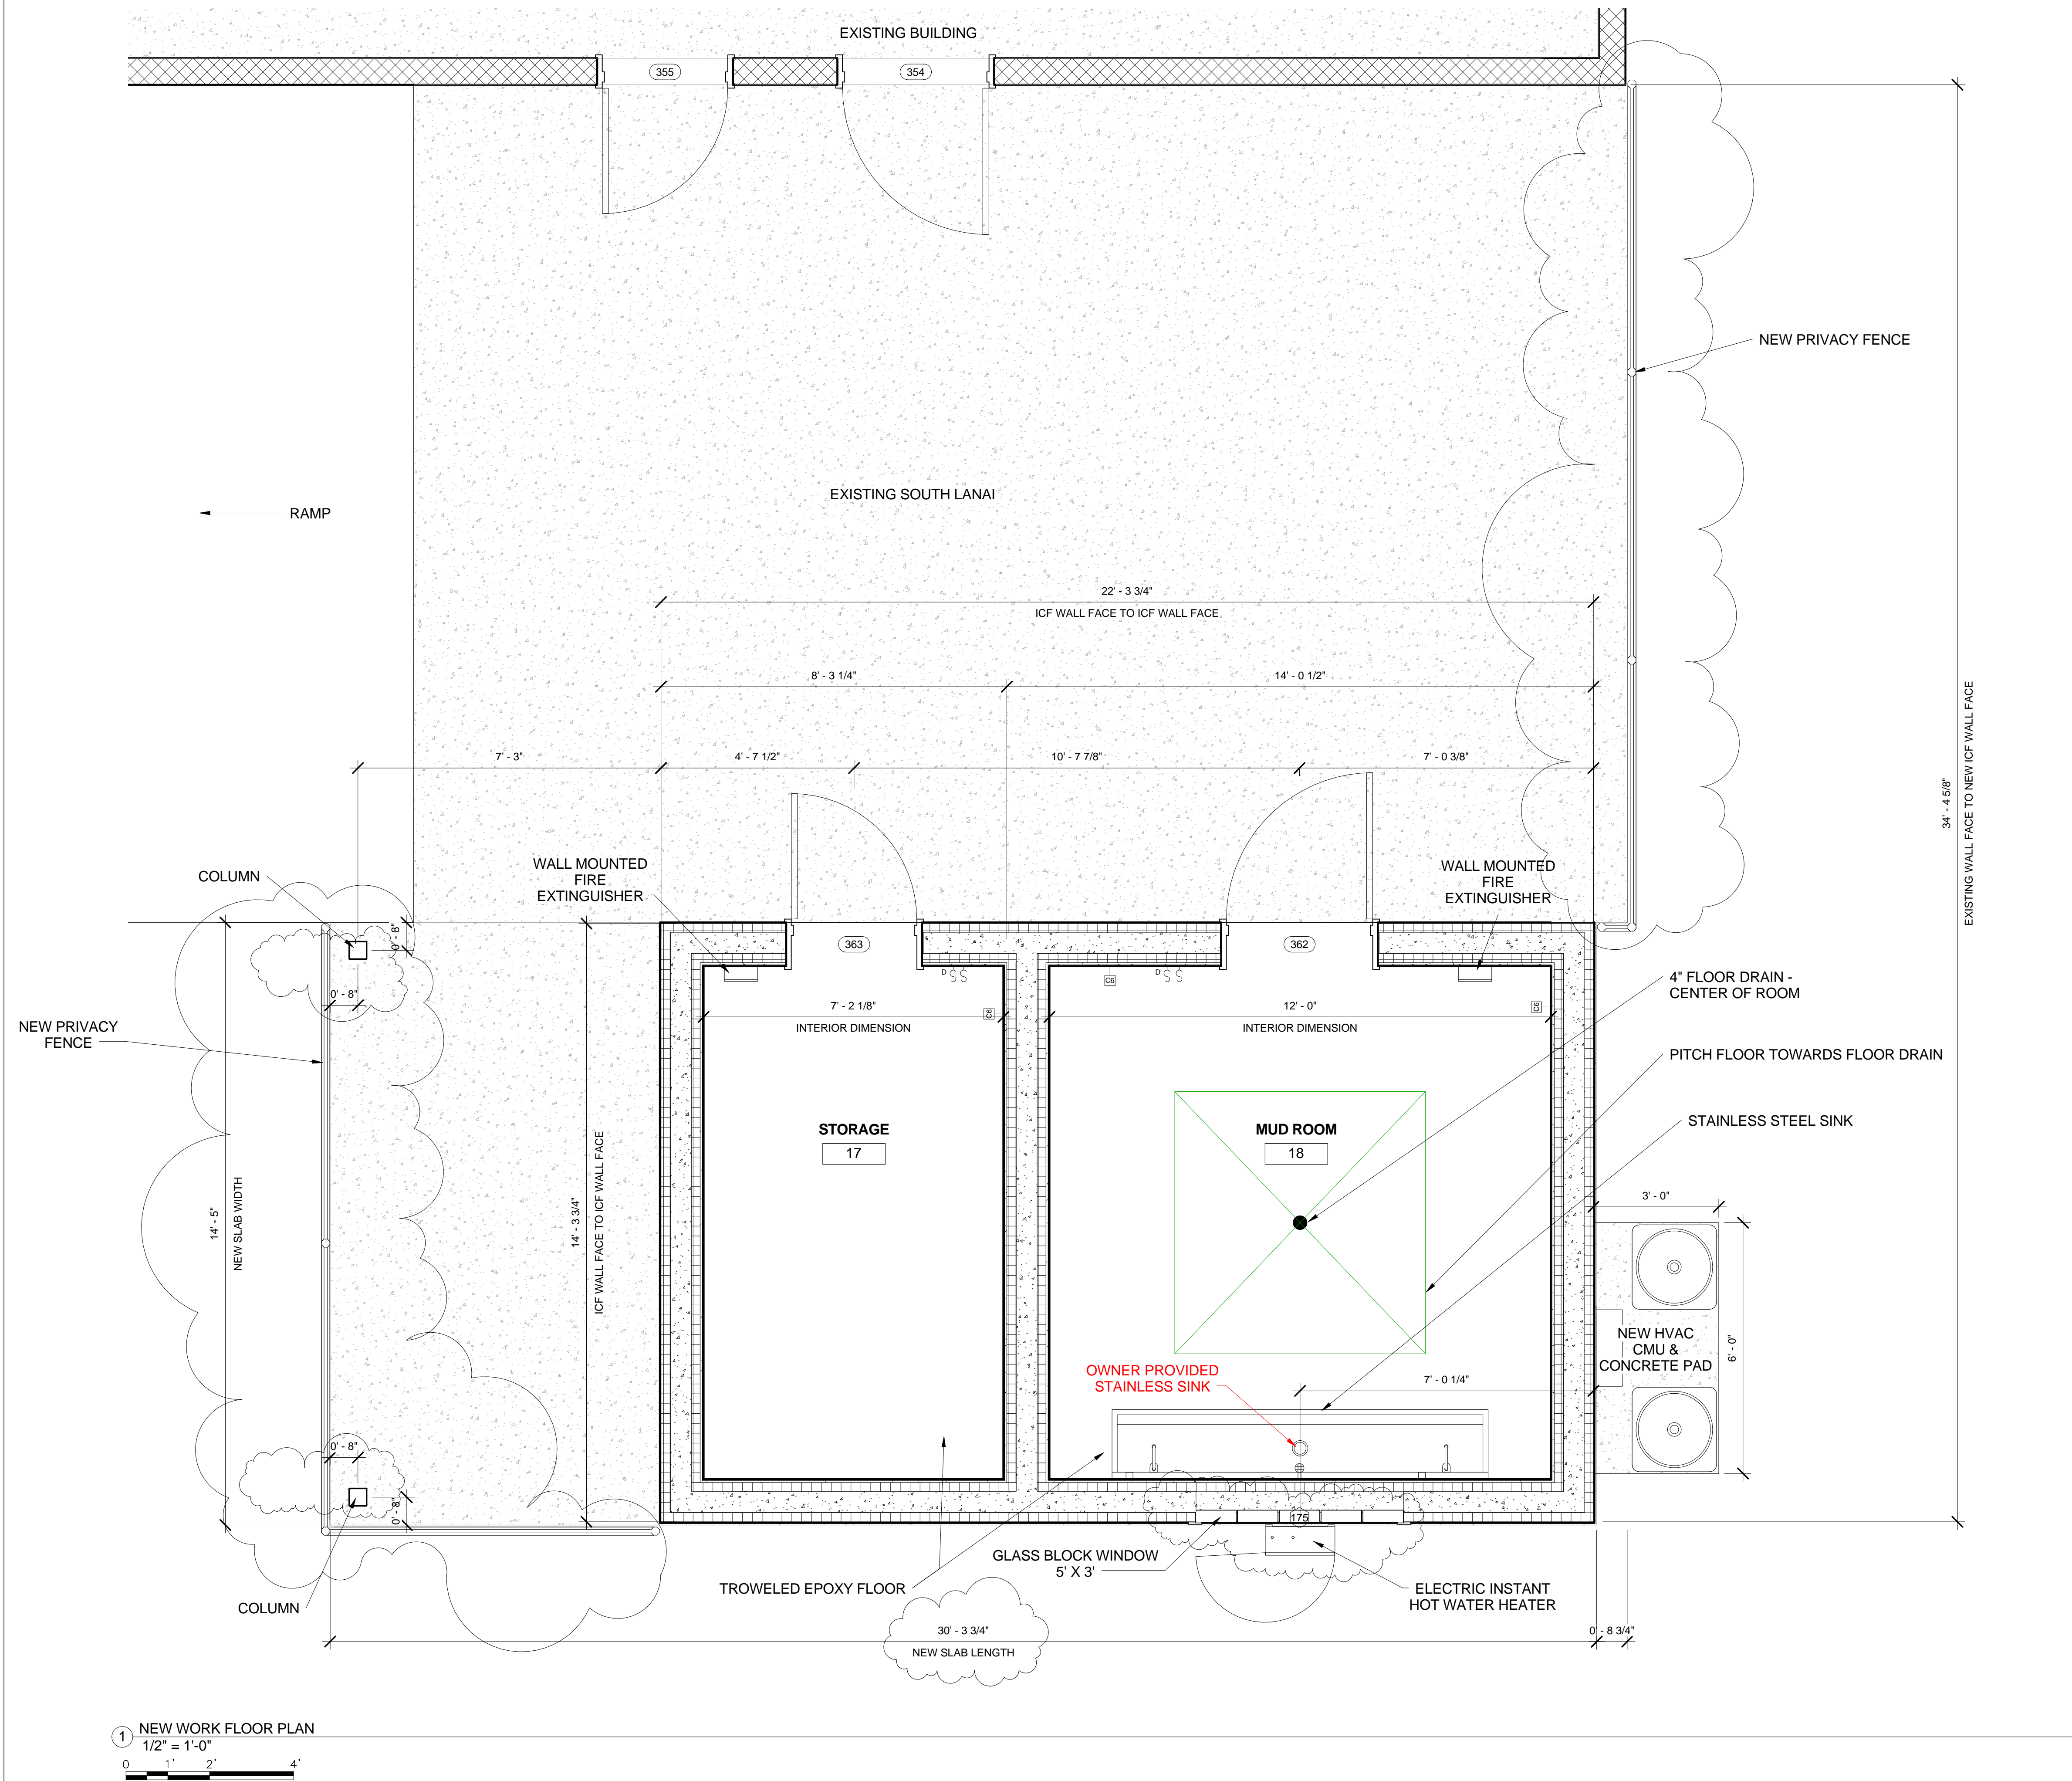 EXISTING BUILDING
355
354
NEW PRIVACY FENCE
EXISTING SOUTH LANAI
RAMP
22' - 3 3/4"
ICF WALL FACE TO ICF WALL FACE
8' - 3 1/4"
14' - 0 1/2"
7' - 3"
4' - 7 1/2"
10' - 7 7/8"
7' - 0 3/8"
34' - 4 5/8"
EXISTING WALL FACE TO NEW ICF WALL FACE
COLUMN
WALL MOUNTED
FIRE
EXTINGUISHER
WALL MOUNTED
FIRE
EXTINGUISHER
0' - 8"
363
362
D
C6
D
C6
C6
4" FLOOR DRAIN -
CENTER OF ROOM
0' - 8"
7' - 2 1/8"
INTERIOR DIMENSION
12' - 0"
INTERIOR DIMENSION
NEW PRIVACY
FENCE
PITCH FLOOR TOWARDS FLOOR DRAIN
STORAGE
17
MUD ROOM
18
STAINLESS STEEL SINK
14' - 5"
NEW SLAB WIDTH
14' - 3 3/4"
ICF WALL FACE TO ICF WALL FACE
3' - 0"
6' - 0"
NEW HVAC
CMU &
CONCRETE PAD
OWNER PROVIDED
STAINLESS SINK
7' - 0 1/4"
0' - 8"
0' - 8"
175
GLASS BLOCK WINDOW
5' X 3'
TROWELED EPOXY FLOOR
ELECTRIC INSTANT
HOT WATER HEATER
COLUMN
30' - 3 3/4"
NEW SLAB LENGTH
0' - 8 3/4"
1
NEW WORK FLOOR PLAN
1/2" = 1'-0"
0 1' 2' 4'